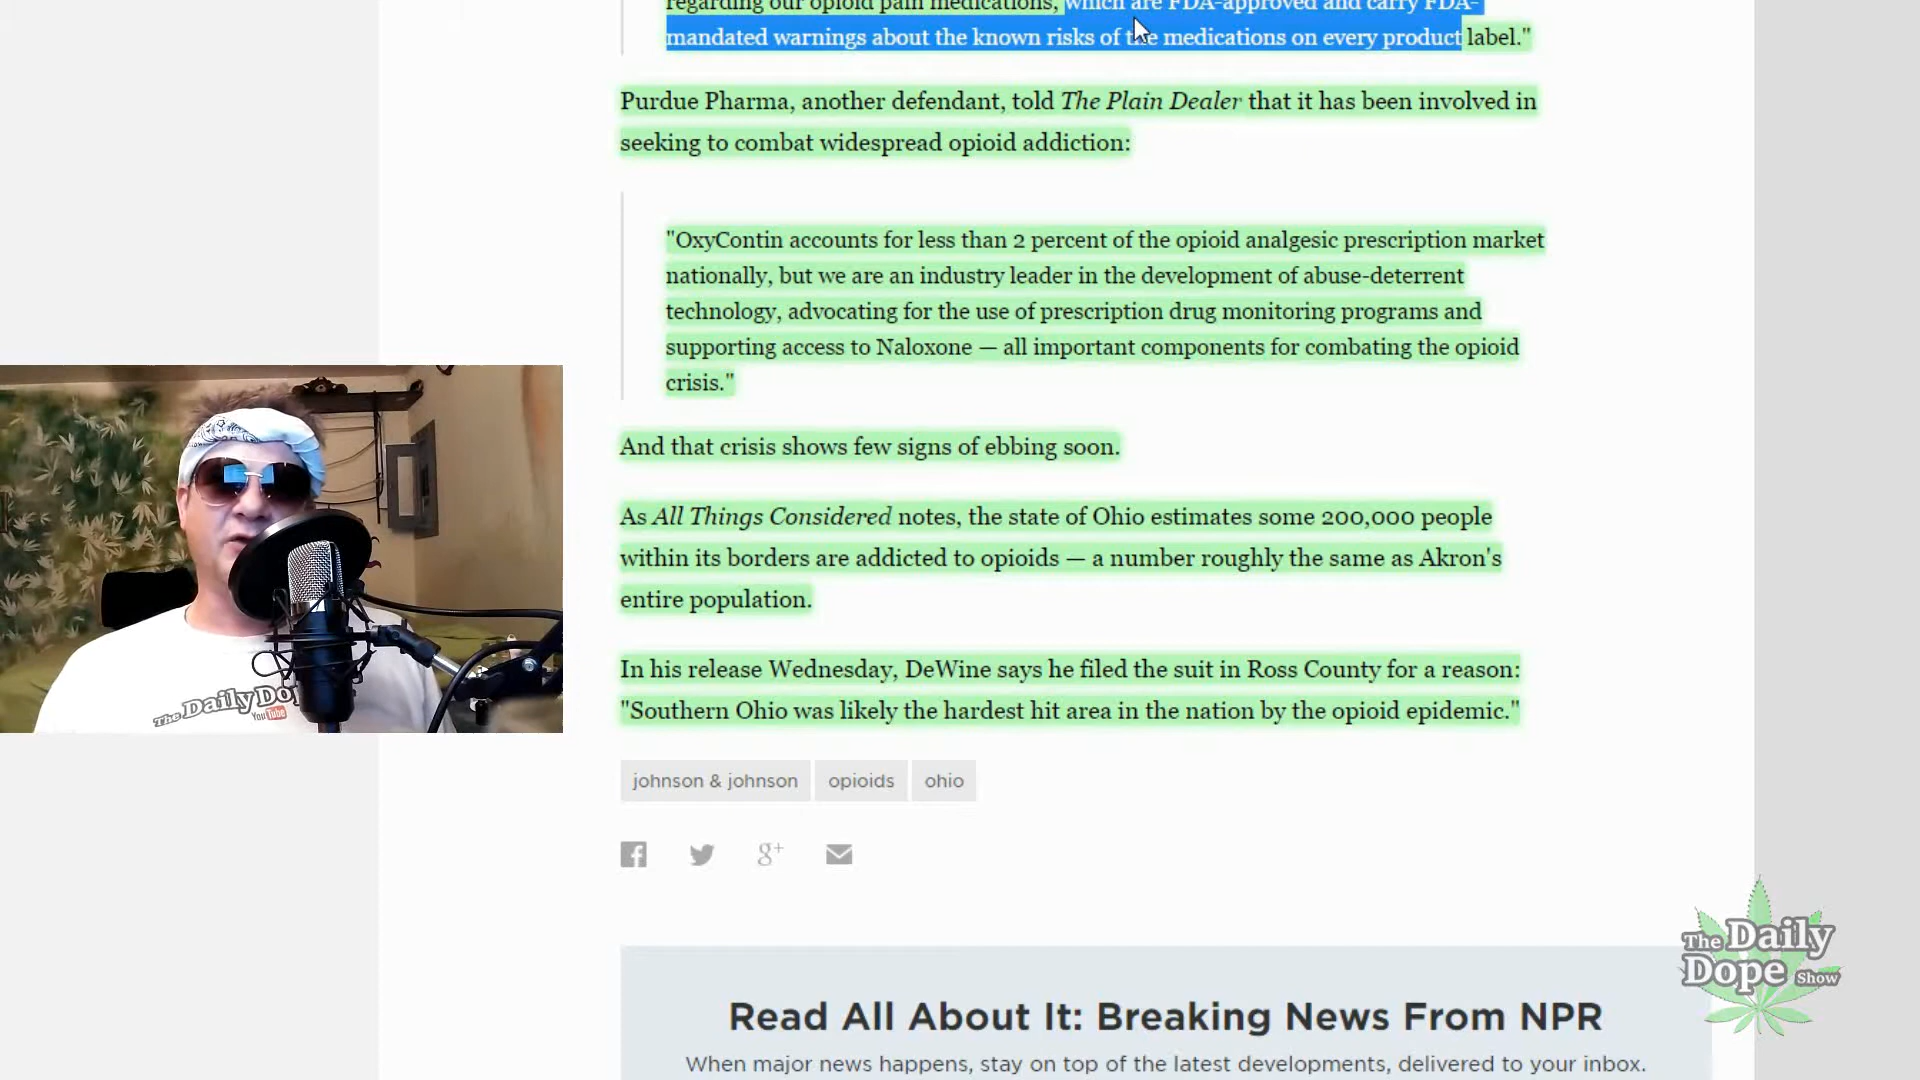 regarding our opioid pain medications, which are FDA-approved and carry FDA-
mandated warnings about the known risks of the medications on every product label."
Purdue Pharma, another defendant, told The Plain Dealer that it has been involved in
seeking to combat widespread opioid addiction:
"OxyContin accounts for less than 2 percent of the opioid analgesic prescription market
nationally, but we are an industry leader in the development of abuse-deterrent
technology, advocating for the use of prescription drug monitoring programs and
supporting access to Naloxone — all important components for combating the opioid
crisis."
And that crisis shows few signs of ebbing soon.
As All Things Considered notes, the state of Ohio estimates some 200,000 people
within its borders are addicted to opioids — a number roughly the same as Akron's
entire population.
In his release Wednesday, DeWine says he filed the suit in Ross County for a reason:
"Southern Ohio was likely the hardest hit area in the nation by the opioid epidemic."
johnson & johnson opioids ohio
g+
Read All About It: Breaking News From NPR
When major news happens, stay on top of the latest developments, delivered to your inbox.
The Daily
YouTube
The Daily
Dope Show